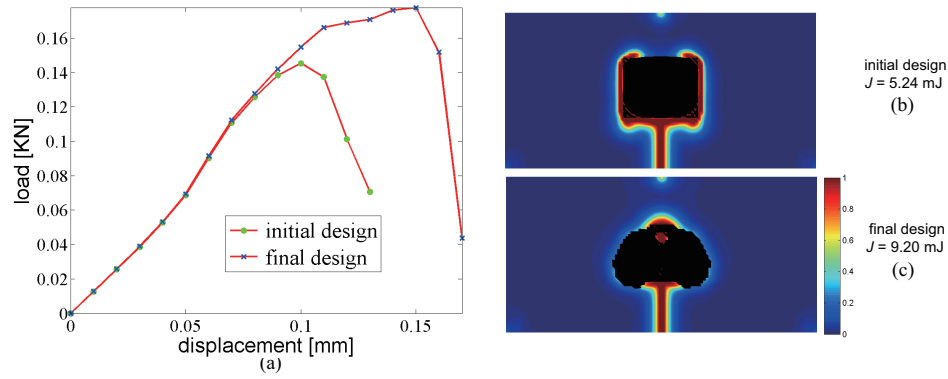 0.16
0.14
0.12
0.1
0.08
0.06
0.04
0.02
0
load [KN]
0
0.05
0.1
0.15
displacement [mm]
(a)
initial design
final design
initial design
J = 5.24 mJ
(b)
1
0.8
0.6
0.4
0.2
0
final design
J = 9.20 mJ
(c)